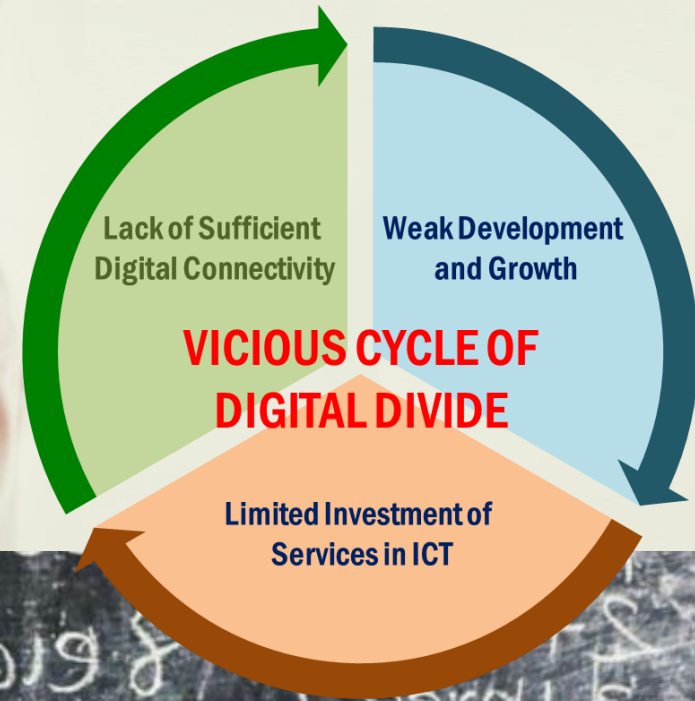 Lack of Sufficient
Digital Connectivity
Weak Development
and Growth
VICIOUS CYCLE OF
DIGITAL DIVIDE
Limited Investment of
Services in ICT